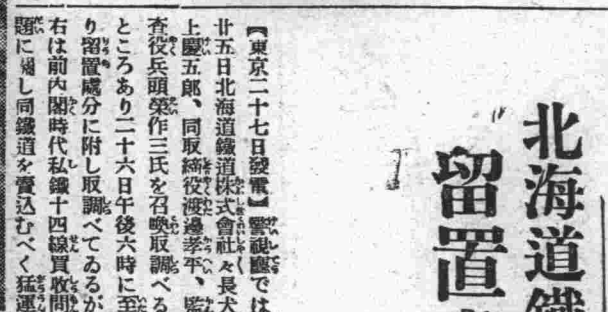 北海道鐵
留置
【東京二十七日發電】警視廳では
廿五日北海道鐵道株式會社々長犬
上慶五郎、同取締役渡邊孝平、監
査役兵頭榮作三氏を召喚取調べる
ところあり二十六日午後六時に至
り留置處分に附し取調べてゐるが
右は前内閣時代私鐵十四線買收問
題に關し同鐵道を賣込むべく猛運